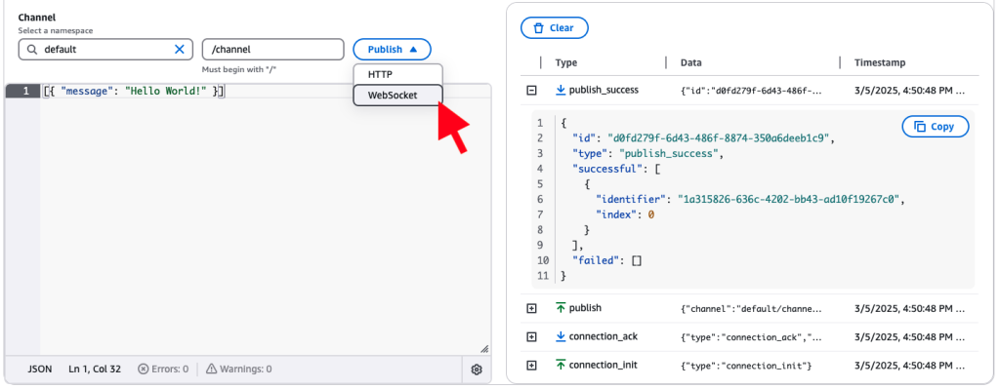 Channel
Select a namespace
default
/channel
Publish
Must begin with "/"
HTTP
WebSocket
1 [{ "message": "Hello World!" }]
JSON Ln 1, Col 32 Errors: 0 Warnings: 0
Clear
Type Data Timestamp
publish_success {"id":"d0fd279f-6d43-486f-... 3/5/2025, 4:50:48 PM ...
Copy
1 {
2 "id": "d0fd279f-6d43-486f-8874-350a6deeb1c9",
3 "type": "publish_success",
4 "successful": [
5 {
6 "identifier": "1a315826-636c-4202-bb43-ad10f19267c0",
7 "index": 0
8 }
9 ],
10 "failed": []
11 }
publish {"channel":"default/channe... 3/5/2025, 4:50:48 PM ...
connection_ack {"type":"connection_ack","... 3/5/2025, 4:50:48 PM ...
connection_init {"type":"connection_init"} 3/5/2025, 4:50:48 PM ...